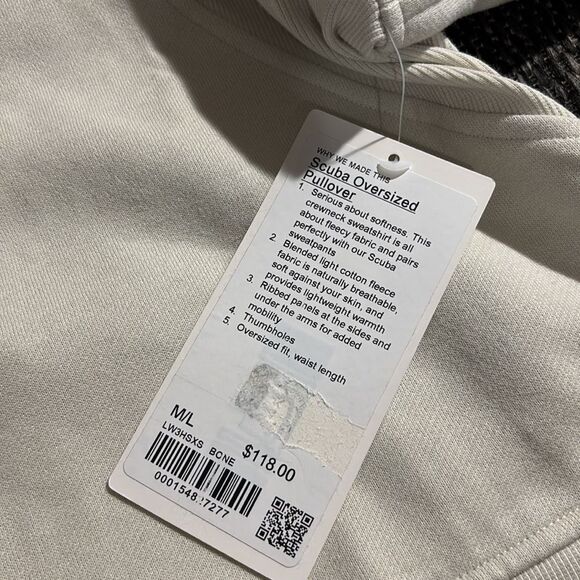 WHY WE MADE THIS
Scuba Oversized
Pullover
1. Serious about softness. This
crewneck sweatshirt is all
about fleecy fabric and pairs
perfectly with our Scuba
sweatpants
2. Blended light cotton fleece
fabric is naturally breathable,
soft against your skin, and
provides lightweight warmth
3. Ribbed panels at the sides and
under the arms for added
mobility
4. Thumbholes
5. Oversized fit, waist length
M/L
LW3HSXS BONE
$118.00